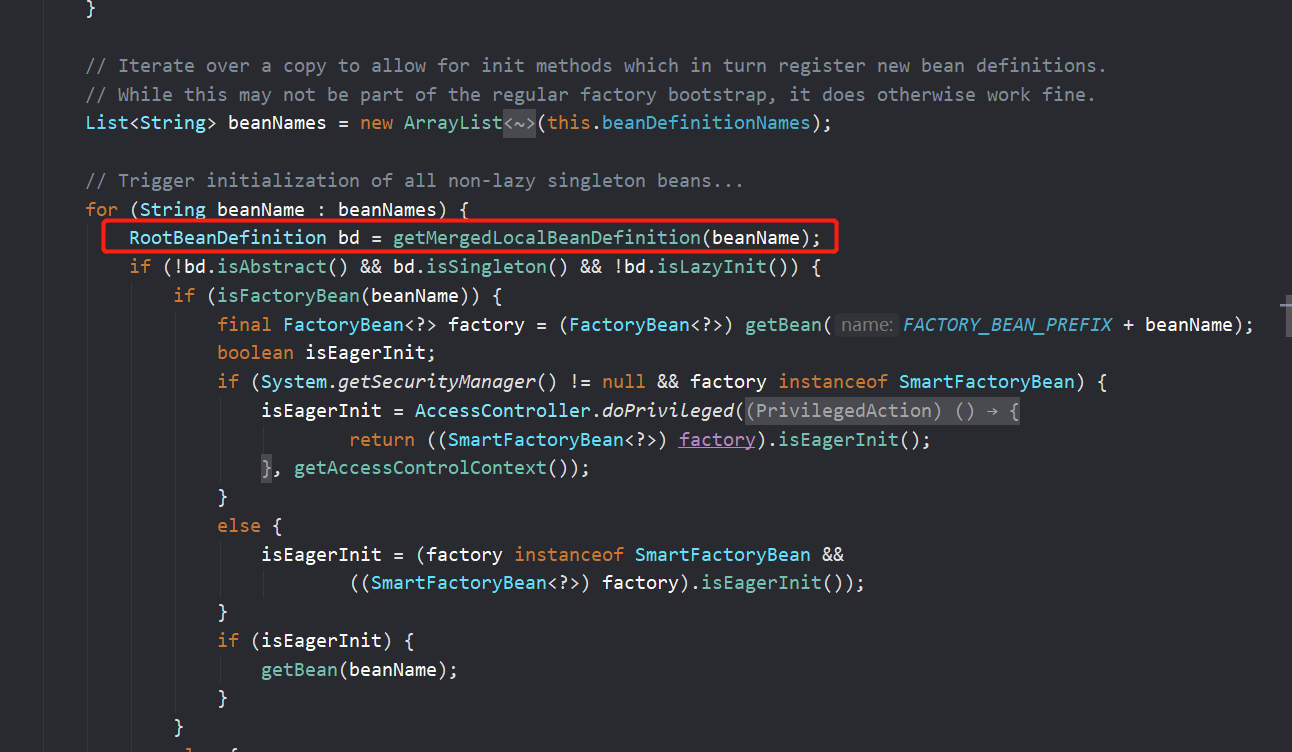 }
// Iterate over a copy to allow for init methods which in turn register new bean definitions.
// While this may not be part of the regular factory bootstrap, it does otherwise work fine.
List<String> beanNames = new ArrayList<~>(this.beanDefinitionNames);
// Trigger initialization of all non-lazy singleton beans...
for (String beanName : beanNames) {
RootBeanDefinition bd = getMergedLocalBeanDefinition(beanName);
if (!bd.isAbstract() && bd.isSingleton() && !bd.isLazyInit()) {
if (isFactoryBean(beanName)) {
final FactoryBean<?> factory = (FactoryBean<?>) getBean( name: FACTORY_BEAN_PREFIX + beanName);
boolean isEagerInit;
if (System.getSecurityManager() != null && factory instanceof SmartFactoryBean) {
isEagerInit = AccessController.doPrivileged((PrivilegedAction) () → {
return ((SmartFactoryBean<?>) factory).isEagerInit();
}, getAccessControlContext());
}
else {
isEagerInit = (factory instanceof SmartFactoryBean &&
((SmartFactoryBean<?>) factory).isEagerInit());
}
if (isEagerInit) {
getBean(beanName);
}
}